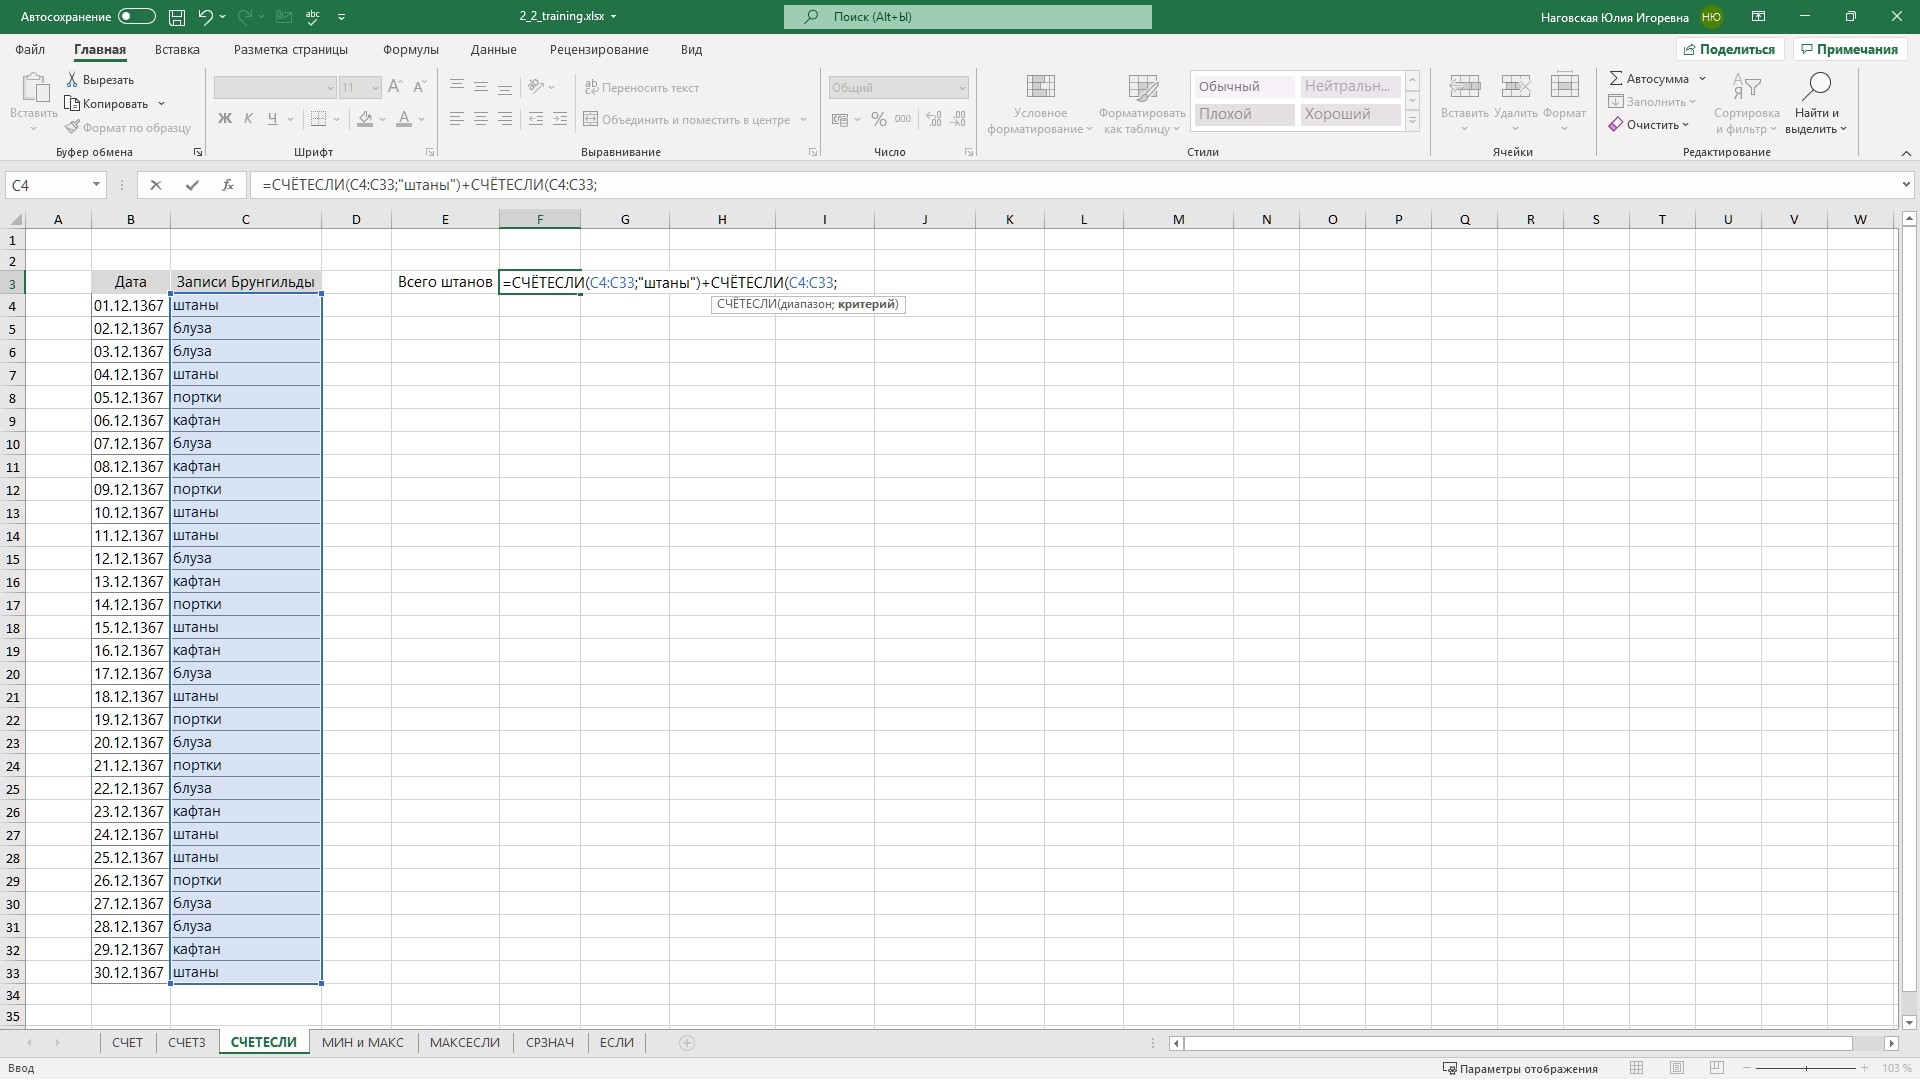 Автосохранение
abc
2_2_training.xlsx
Поиск (Alt+Ы)
Наговская Юлия Игоревна
НЮ
Файл Главная Вставка Разметка страницы Формулы Данные Рецензирование Вид
Поделиться
Примечания
Вставить
Вырезать
Копировать
Формат по образцу
Буфер обмена
11
Ж К Ч
Шрифт
Переносить текст
Объединить и поместить в центре
Выравнивание
Общий
% 000
Число
Условное форматирование
Форматировать как таблицу
Обычный
Нейтральн...
Плохой
Хороший
Стили
Вставить Удалить Формат
Ячейки
Автосумма
Заполнить
Очистить
Сортировка и фильтр
Найти и выделить
Редактирование
C4
fx
=СЧЁТЕСЛИ(C4:C33;"штаны")+СЧЁТЕСЛИ(C4:C33;
A B C D E F G H I J K L M N O P Q R S T U V W
1
2
3 Дата Записи Брунгильды Всего штанов =СЧЁТЕСЛИ(C4:C33;"штаны")+СЧЁТЕСЛИ(C4:C33;
СЧЁТЕСЛИ(диапазон; критерий)
4 01.12.1367 штаны
5 02.12.1367 блуза
6 03.12.1367 блуза
7 04.12.1367 штаны
8 05.12.1367 портки
9 06.12.1367 кафтан
10 07.12.1367 блуза
11 08.12.1367 кафтан
12 09.12.1367 портки
13 10.12.1367 штаны
14 11.12.1367 штаны
15 12.12.1367 блуза
16 13.12.1367 кафтан
17 14.12.1367 портки
18 15.12.1367 штаны
19 16.12.1367 кафтан
20 17.12.1367 блуза
21 18.12.1367 штаны
22 19.12.1367 портки
23 20.12.1367 блуза
24 21.12.1367 портки
25 22.12.1367 блуза
26 23.12.1367 кафтан
27 24.12.1367 штаны
28 25.12.1367 штаны
29 26.12.1367 портки
30 27.12.1367 блуза
31 28.12.1367 блуза
32 29.12.1367 кафтан
33 30.12.1367 штаны
34
35
СЧЕТ СЧЕТЗ СЧЕТЕСЛИ МИН и МАКС МАКСЕСЛИ СРЗНАЧ ЕСЛИ
Ввод
Параметры отображения
103 %